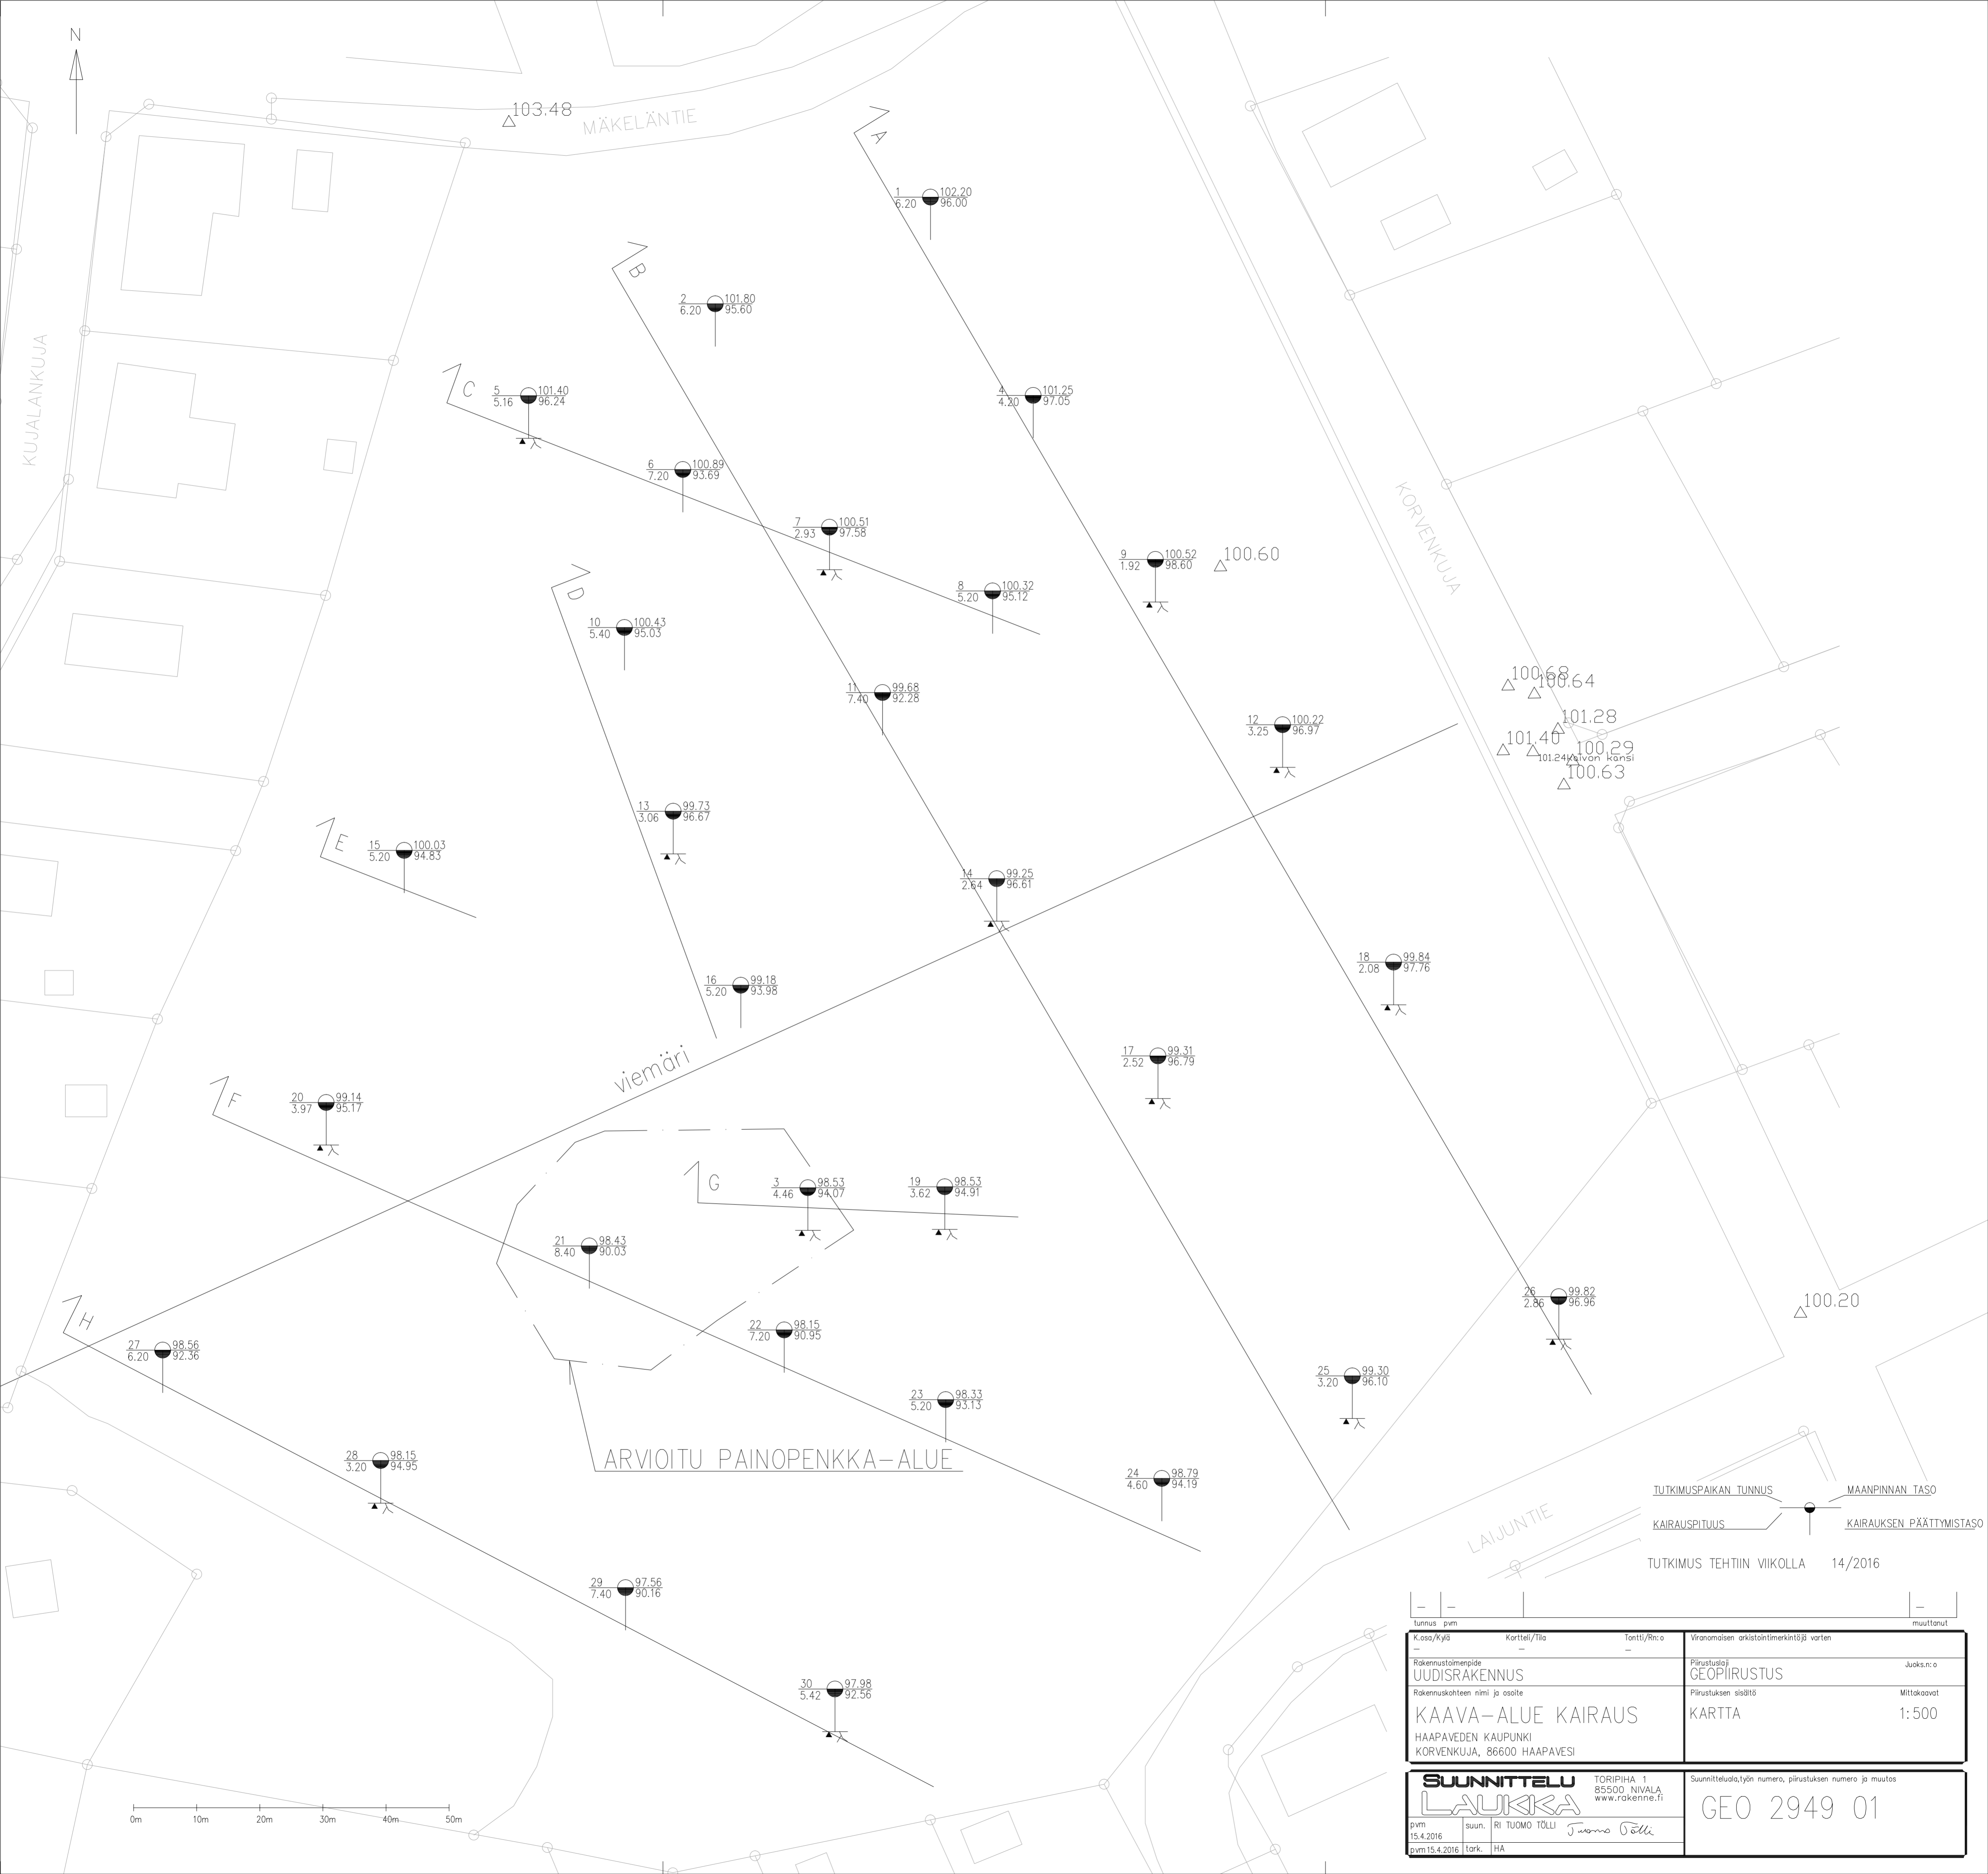 N
103.48
MÄKELÄNTIE
A
1 102.20
6.20 96.00
B
2 101.80
6.20 95.60
KUJALANKUJA
C
5 101.40
5.16 96.24
4 101.25
4.20 97.05
6 100.89
7.20 93.69
7 100.51
2.93 97.58
KORVENKUJA
9 100.52
1.92 98.60
100.60
8 100.32
5.20 95.12
D
10 100.43
5.40 95.03
11 99.68
7.40 92.28
100.68
100.64
12 100.22
3.25 96.97
101.28
101.40
100.29
101.24 Kaivon kansi
100.63
13 99.73
3.06 96.67
E
15 100.03
5.20 94.83
14 99.25
2.64 96.61
18 99.84
2.08 97.76
16 99.18
5.20 93.98
viemäri
17 99.31
2.52 96.79
F
20 99.14
3.97 95.17
G
3 98.53
4.46 94.07
19 98.53
3.62 94.91
21 98.43
8.40 90.03
26 99.82
2.86 96.96
100.20
H
27 98.56
6.20 92.36
22 98.15
7.20 90.95
25 99.30
3.20 96.10
23 98.33
5.20 93.13
ARVIOITU PAINOPENKKA-ALUE
28 98.15
3.20 94.95
24 98.79
4.60 94.19
LAIJUNTIE
TUTKIMUSPAIKAN TUNNUS MAANPINNAN TASO
KAIRAUSPITUUS KAIRAUKSEN PÄÄTTYMISTASO
TUTKIMUS TEHTIIN VIIKOLLA 14/2016
29 97.56
7.40 90.16
30 97.98
5.42 92.56
0m 10m 20m 30m 40m 50m
- - -
tunnus pvm muuttanut
K.osa/Kylä Kortteli/Tila Tontti/Rn:o Viranomaisen arkistointimerkintöjä varten
- - -
Rakennustoimenpide Piirustuslaji Juoks.n:o
UUDISRAKENNUS GEOPIIRUSTUS
Rakennuskohteen nimi ja osoite Piirustuksen sisältö Mittakaavat
KAAVA-ALUE KAIRAUS KARTTA 1:500
HAAPAVEDEN KAUPUNKI
KORVENKUJA, 86600 HAAPAVESI
SUUNNITTELU LAUKKA
TORIPIHA 1
85500 NIVALA
www.rakenne.fi
Suunnitteluala,työn numero, piirustuksen numero ja muutos
GEO 2949 01
pvm suun. RI TUOMO TÖLLI Tuomo Tölli
15.4.2016
pvm 15.4.2016 tark. HA